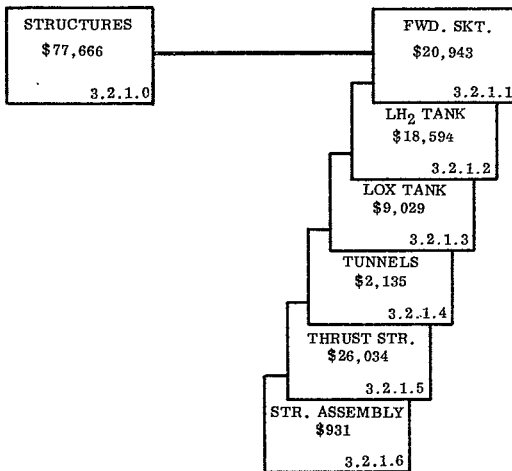 STRUCTURES
$77,666
3.2.1.0
FWD. SKT.
$20,943
3.2.1.1
LH₂ TANK
$18,594
3.2.1.2
LOX TANK
$9,029
3.2.1.3
TUNNELS
$2,135
3.2.1.4
THRUST STR.
$26,034
3.2.1.5
STR. ASSEMBLY
$931
3.2.1.6